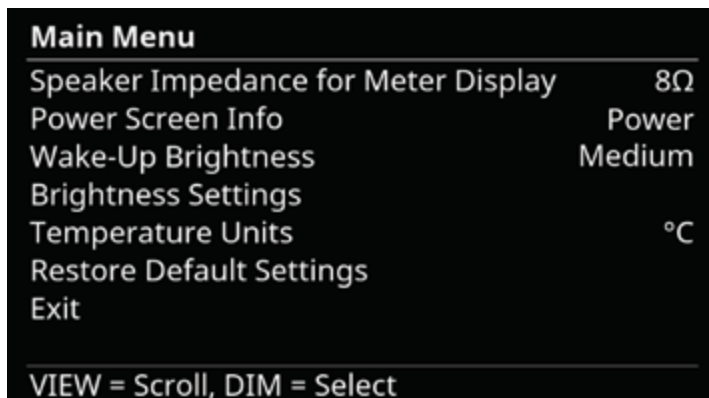 Main Menu
Speaker Impedance for Meter Display 8Ω
Power Screen Info Power
Wake-Up Brightness Medium
Brightness Settings
Temperature Units °C
Restore Default Settings
Exit
VIEW = Scroll, DIM = Select